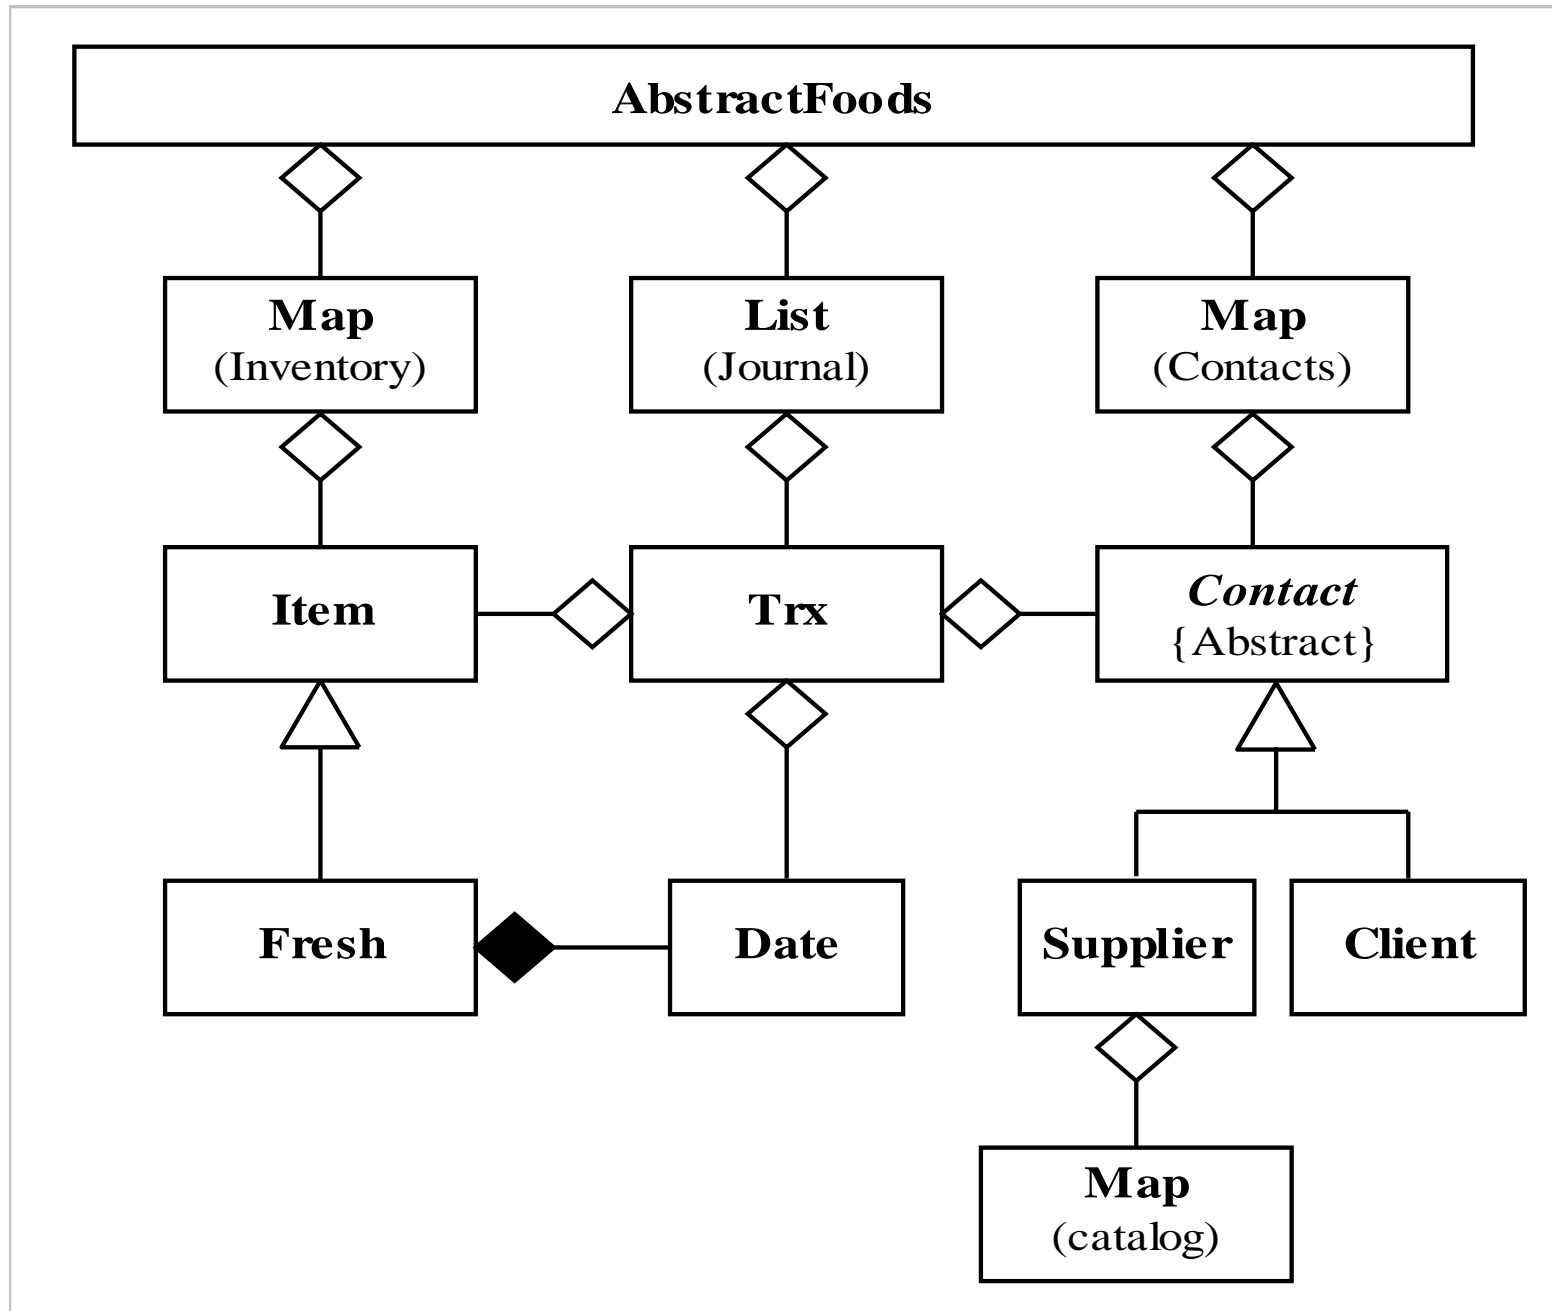 AbstractFoods
Map
(Inventory)
List
(Journal)
Map
(Contacts)
Item
Trx
Contact
{Abstract}
Fresh
Date
Supplier
Client
Map
(catalog)